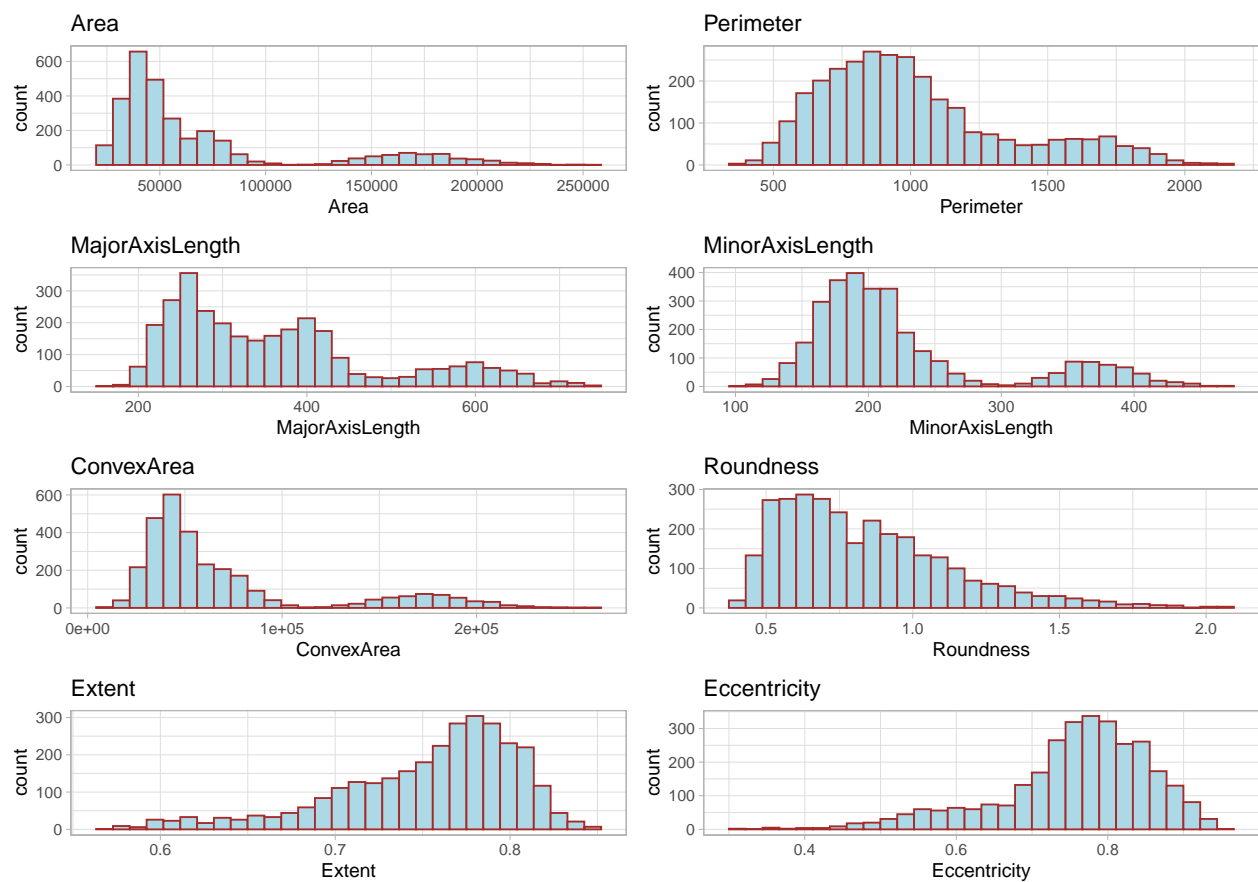 Area
count
600
400
200
0
50000 100000 150000 200000 250000
Area
Perimeter
count
200
100
0
500 1000 1500 2000
Perimeter
MajorAxisLength
count
300
200
100
0
200 400 600
MajorAxisLength
MinorAxisLength
count
400
300
200
100
0
100 200 300 400
MinorAxisLength
ConvexArea
count
600
400
200
0
0e+00 1e+05 2e+05
ConvexArea
Roundness
count
300
200
100
0
0.5 1.0 1.5 2.0
Roundness
Extent
count
300
200
100
0
0.6 0.7 0.8
Extent
Eccentricity
count
300
200
100
0
0.4 0.6 0.8
Eccentricity